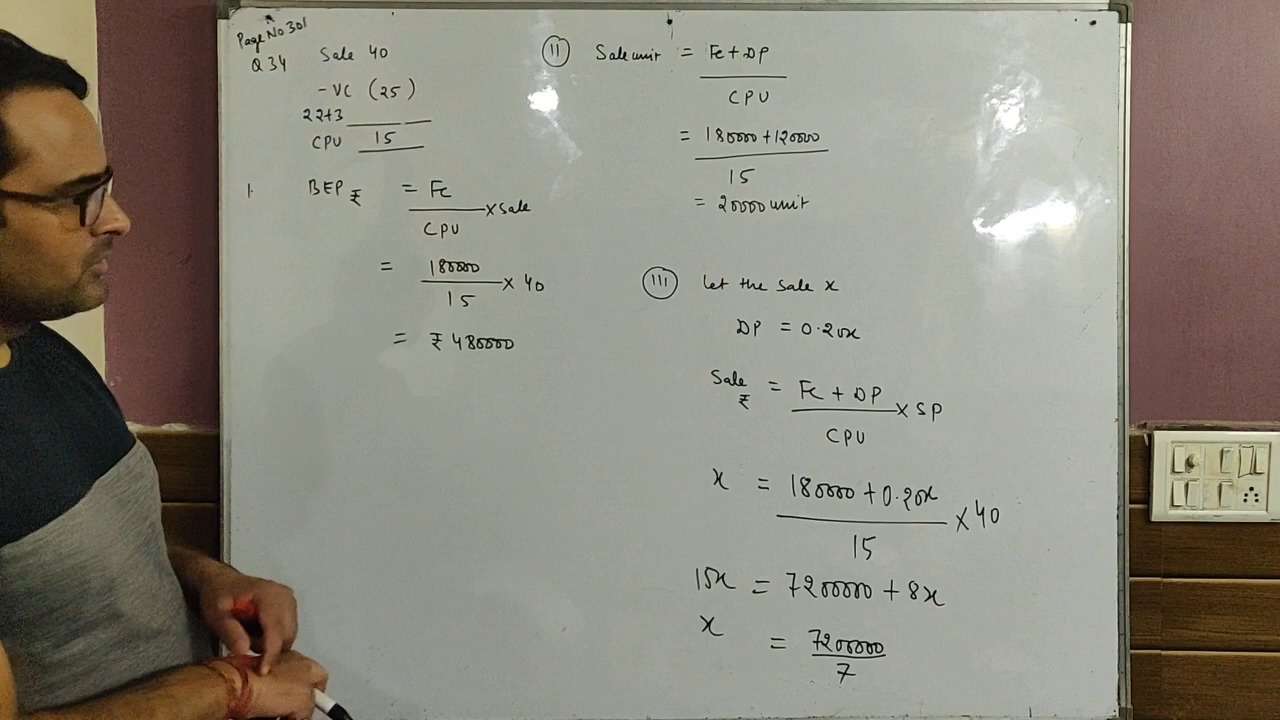 Page No 301
Q 34
Sale 40
- VC (25)
22+3
CPU 15
1. BEP ₹ = Fc
CPU
× Sale
= 180000
15
× 40
= ₹ 480000
(II) Sale unit = Fc + DP
CPU
= 180000 + 120000
15
= 20000 unit
(III) Let the Sale x
DP = 0.20x
Sale ₹ = Fc + DP
CPU
× SP
x = 180000 + 0.20x
15
× 40
15x = 7200000 + 8x
x = 7200000
7